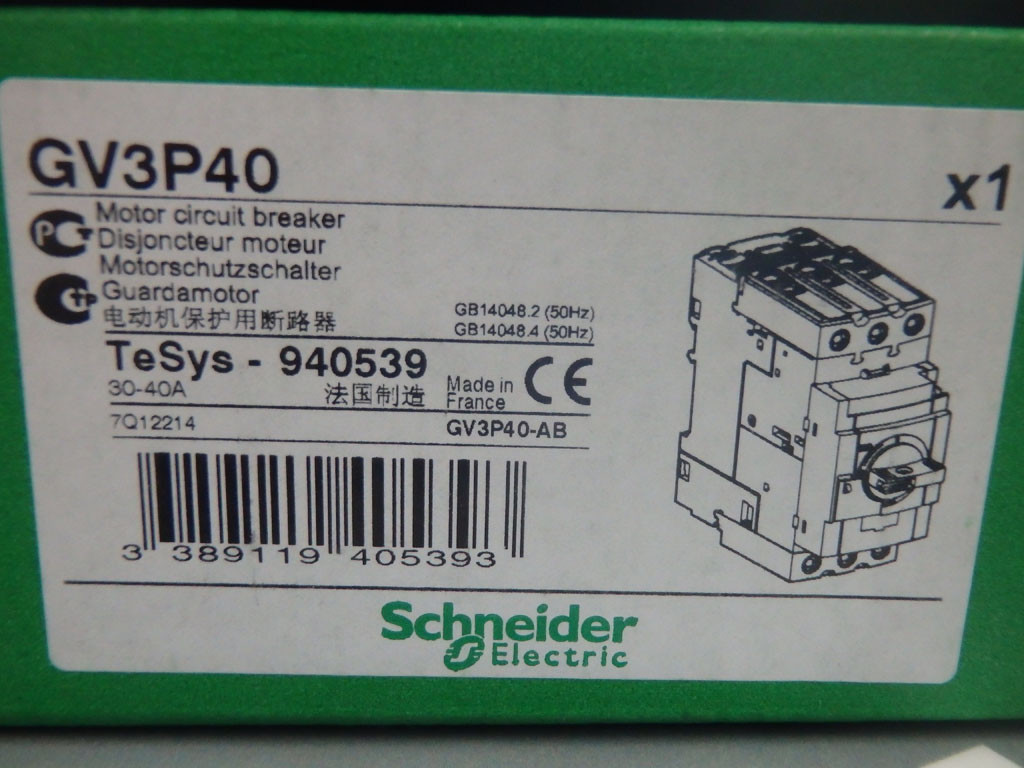 GV3P40
x1
Motor circuit breaker
Disjoncteur moteur
Motorschutzschalter
Guardamotor
电动机保护用断路器
GB14048.2 (50Hz)
GB14048.4 (50Hz)
TeSys - 940539
30-40A
法国制造
Made in
France
CE
7Q12214
GV3P40-AB
3 389119 405393
Schneider
Electric